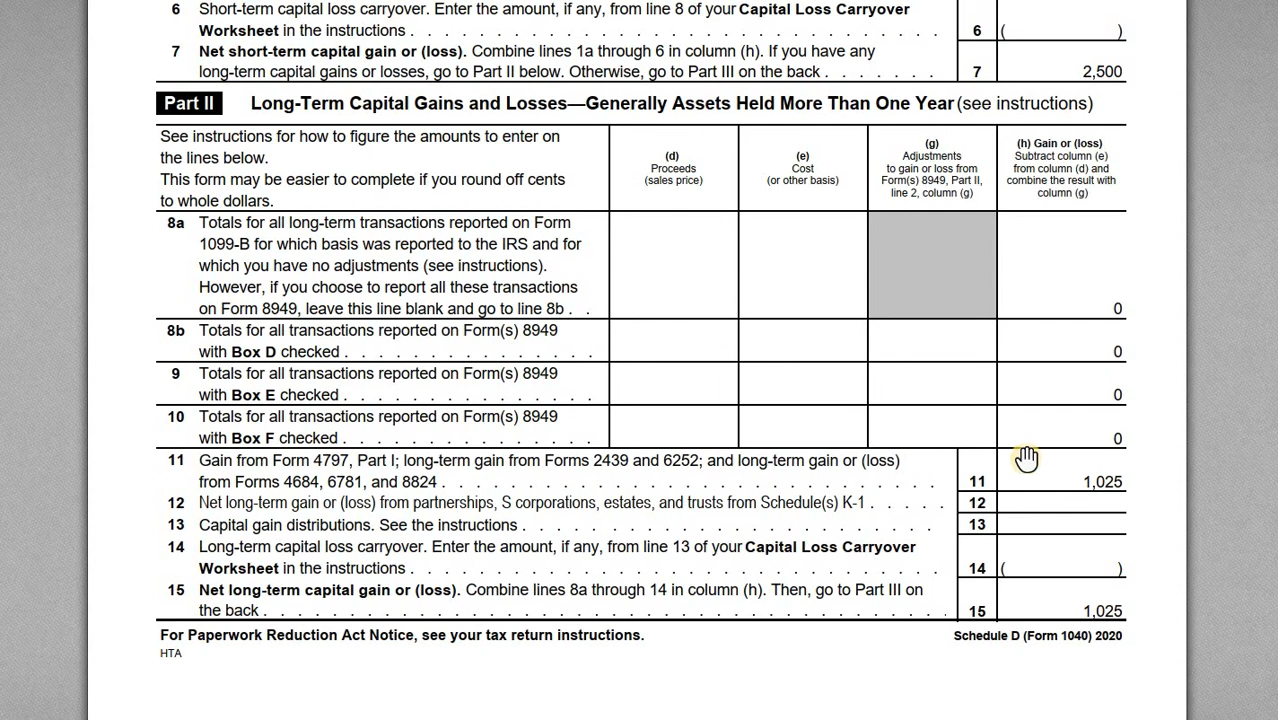 6 Short-term capital loss carryover. Enter the amount, if any, from line 8 of your Capital Loss Carryover
Worksheet in the instructions . . . . . . . . . . . . . . . . . . . . . . . . . . . . . . . 6 ( )
7 Net short-term capital gain or (loss). Combine lines 1a through 6 in column (h). If you have any
long-term capital gains or losses, go to Part II below. Otherwise, go to Part III on the back . . . . . . . 7 2,500
Part II Long-Term Capital Gains and Losses—Generally Assets Held More Than One Year (see instructions)
See instructions for how to figure the amounts to enter on
the lines below.
This form may be easier to complete if you round off cents
to whole dollars.
(d)
Proceeds
(sales price)
(e)
Cost
(or other basis)
(g)
Adjustments
to gain or loss from
Form(s) 8949, Part II,
line 2, column (g)
(h) Gain or (loss)
Subtract column (e)
from column (d) and
combine the result with
column (g)
8a Totals for all long-term transactions reported on Form
1099-B for which basis was reported to the IRS and for
which you have no adjustments (see instructions).
However, if you choose to report all these transactions
on Form 8949, leave this line blank and go to line 8b . . 0
8b Totals for all transactions reported on Form(s) 8949
with Box D checked . . . . . . . . . . . . . . 0
9 Totals for all transactions reported on Form(s) 8949
with Box E checked . . . . . . . . . . . . . . 0
10 Totals for all transactions reported on Form(s) 8949
with Box F checked . . . . . . . . . . . . . . 0
11 Gain from Form 4797, Part I; long-term gain from Forms 2439 and 6252; and long-term gain or (loss)
from Forms 4684, 6781, and 8824 . . . . . . . . . . . . . . . . . . . . . . . . . . . . . 11 1,025
12 Net long-term gain or (loss) from partnerships, S corporations, estates, and trusts from Schedule(s) K-1 . . . . . 12
13 Capital gain distributions. See the instructions . . . . . . . . . . . . . . . . . . . . . . . . 13
14 Long-term capital loss carryover. Enter the amount, if any, from line 13 of your Capital Loss Carryover
Worksheet in the instructions . . . . . . . . . . . . . . . . . . . . . . . . . . . . . . . 14 ( )
15 Net long-term capital gain or (loss). Combine lines 8a through 14 in column (h). Then, go to Part III on
the back . . . . . . . . . . . . . . . . . . . . . . . . . . . . . . . . . . . . . . . . 15 1,025
For Paperwork Reduction Act Notice, see your tax return instructions. Schedule D (Form 1040) 2020
HTA